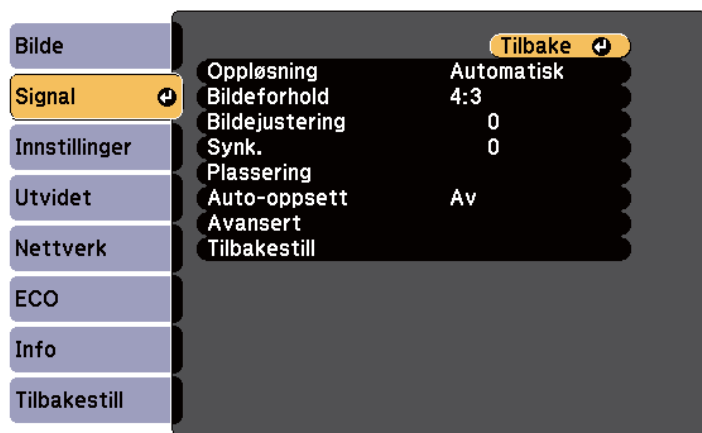 Bilde
Signal
Innstillinger
Utvidet
Nettverk
ECO
Info
Tilbakestill
Tilbake
Oppløsning Automatisk
Bildeforhold 4:3
Bildejustering 0
Synk. 0
Plassering
Auto-oppsett Av
Avansert
Tilbakestill